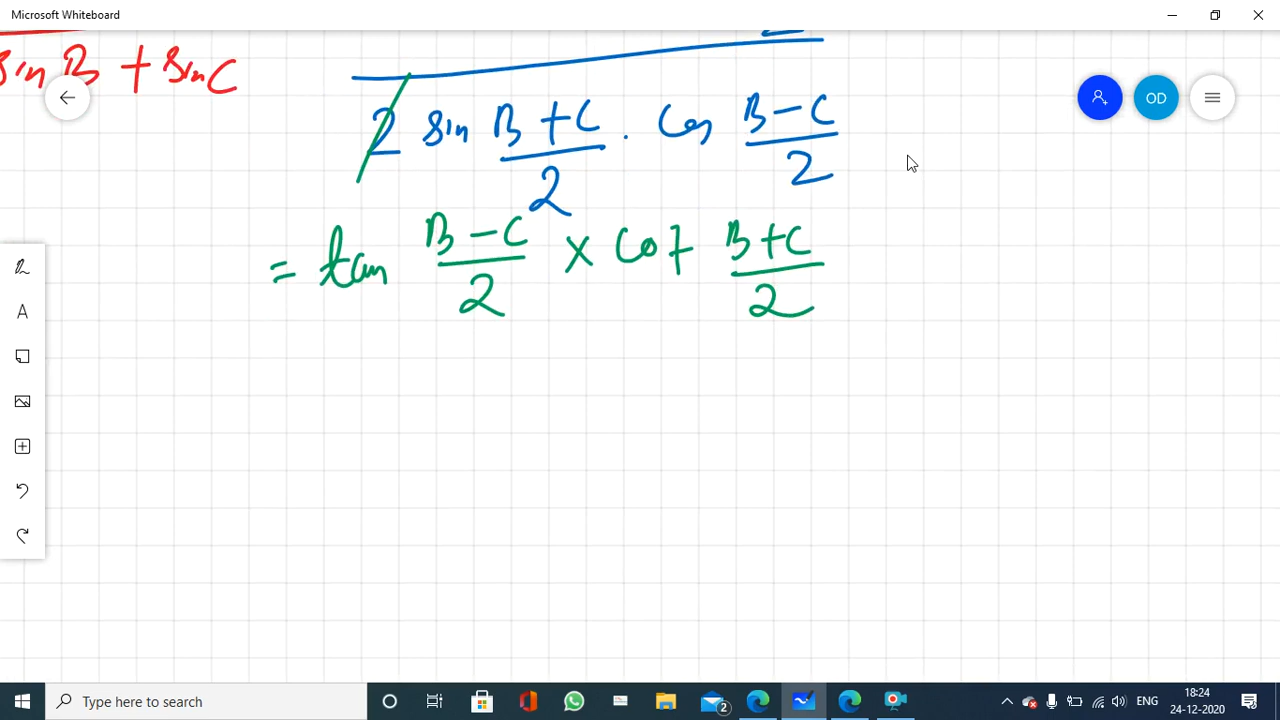 Microsoft Whiteboard
sin B + sin C
2 sin B + C / 2 . Cos B - C / 2
OD
= tan B - C / 2 x Cot B + C / 2
A
Type here to search
2
ENG
18:24
24-12-2020